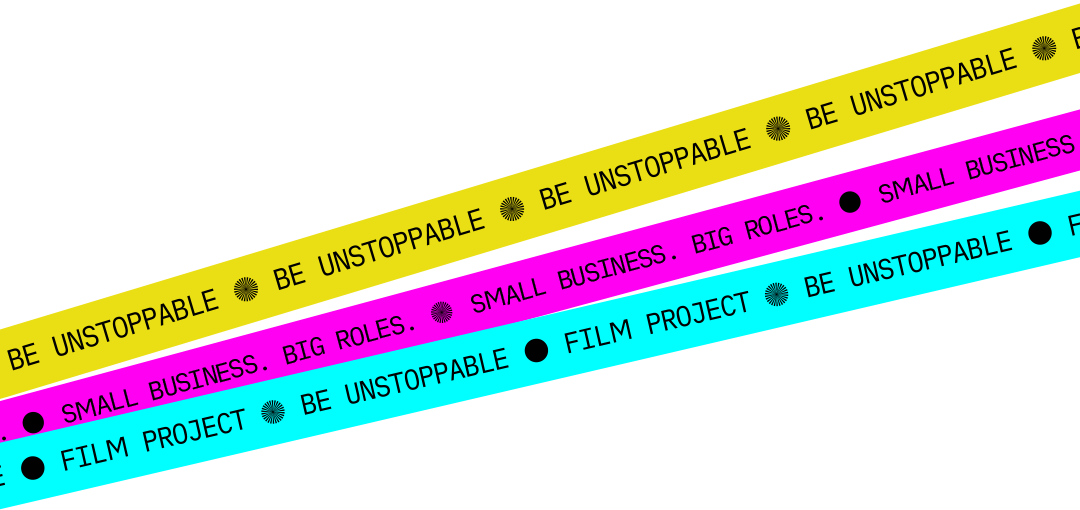 BE UNSTOPPABLE BE UNSTOPPABLE BE UNSTOPPABLE BE UNSTOPPABLE
SMALL BUSINESS. BIG ROLES. ● SMALL BUSINESS. BIG ROLES. ● SMALL BUSINESS
● FILM PROJECT BE UNSTOPPABLE ● FILM PROJECT BE UNSTOPPABLE ●